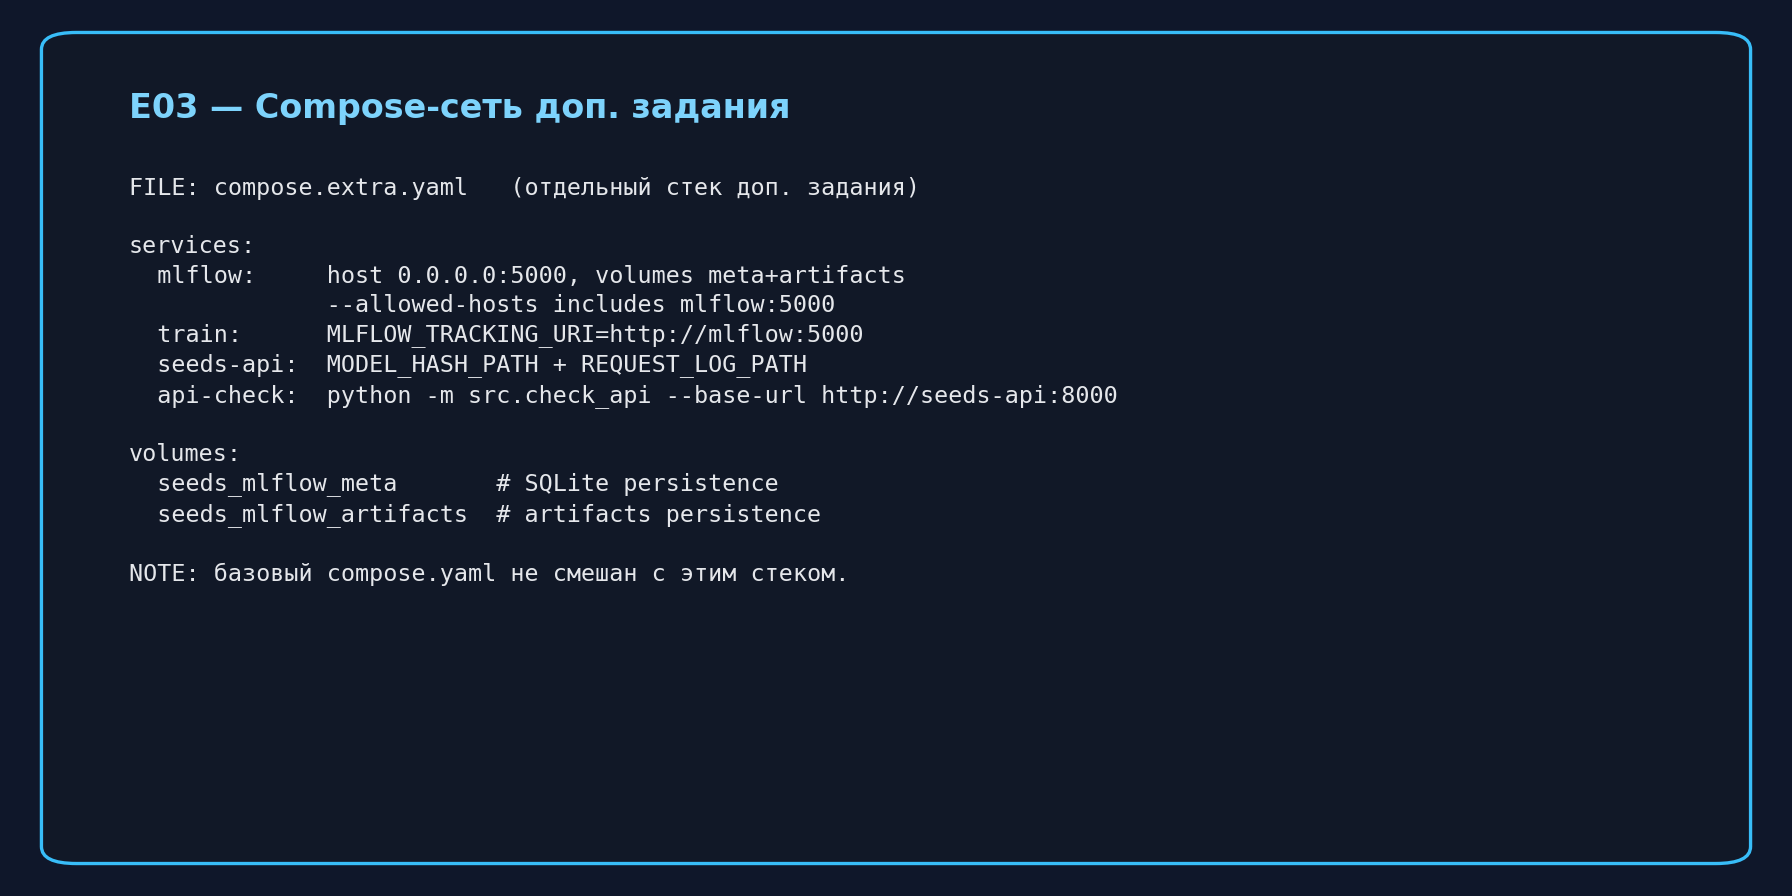 E03 — Compose-сеть доп. задания
FILE: compose.extra.yaml   (отдельный стек доп. задания)
services:
  mlflow:     host 0.0.0.0:5000, volumes meta+artifacts
              --allowed-hosts includes mlflow:5000
  train:      MLFLOW_TRACKING_URI=http://mlflow:5000
  seeds-api:  MODEL_HASH_PATH + REQUEST_LOG_PATH
  api-check:  python -m src.check_api --base-url http://seeds-api:8000
volumes:
  seeds_mlflow_meta       # SQLite persistence
  seeds_mlflow_artifacts  # artifacts persistence
NOTE: базовый compose.yaml не смешан с этим стеком.